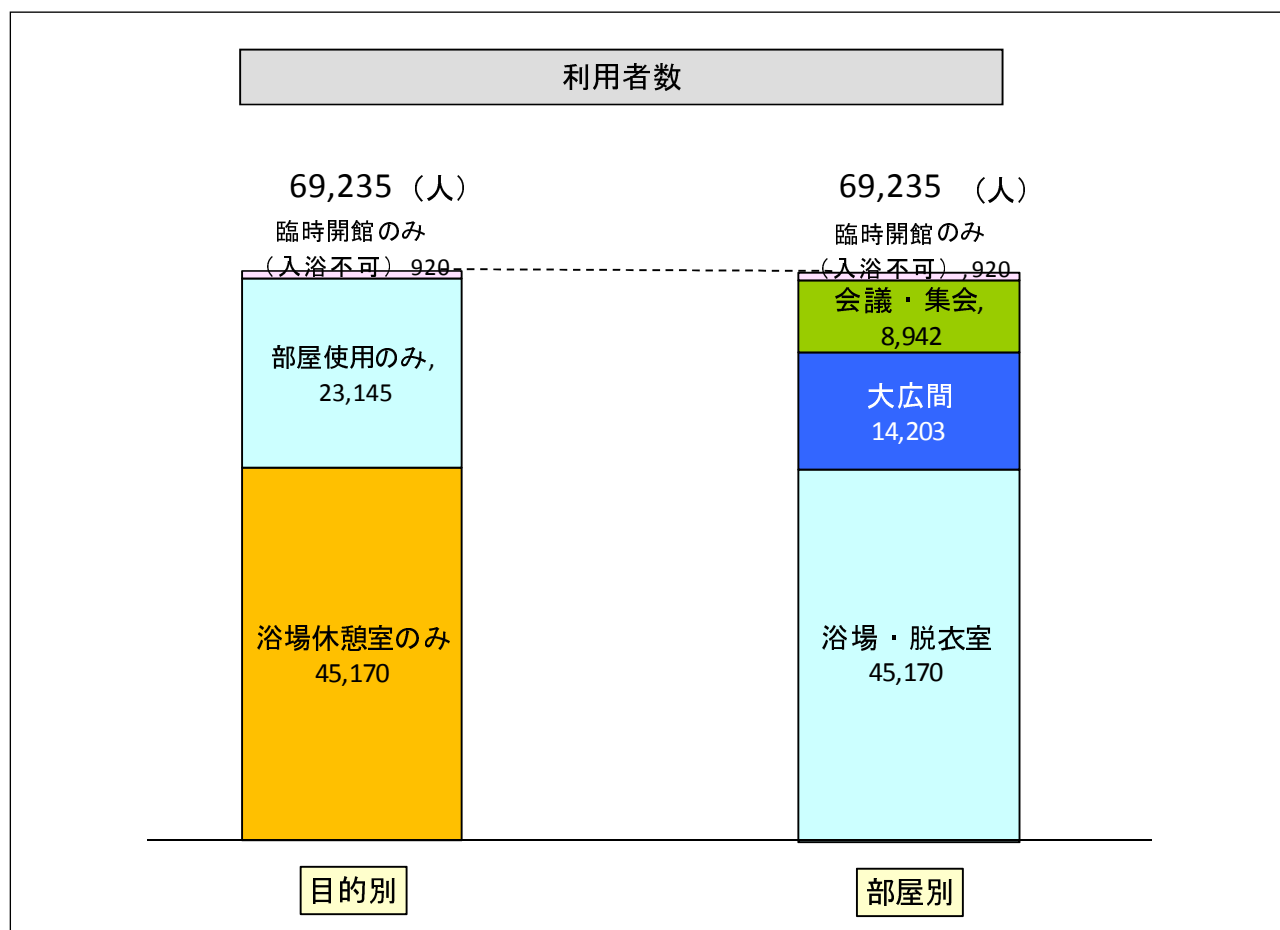 利用者数
69,235（人）
臨時開館のみ
（入浴不可） 920
部屋使用のみ,
23,145
浴場休憩室のみ
45,170
目的別
69,235 （人）
臨時開館のみ
（入浴不可）,920
会議・集会,
8,942
大広間
14,203
浴場・脱衣室
45,170
部屋別